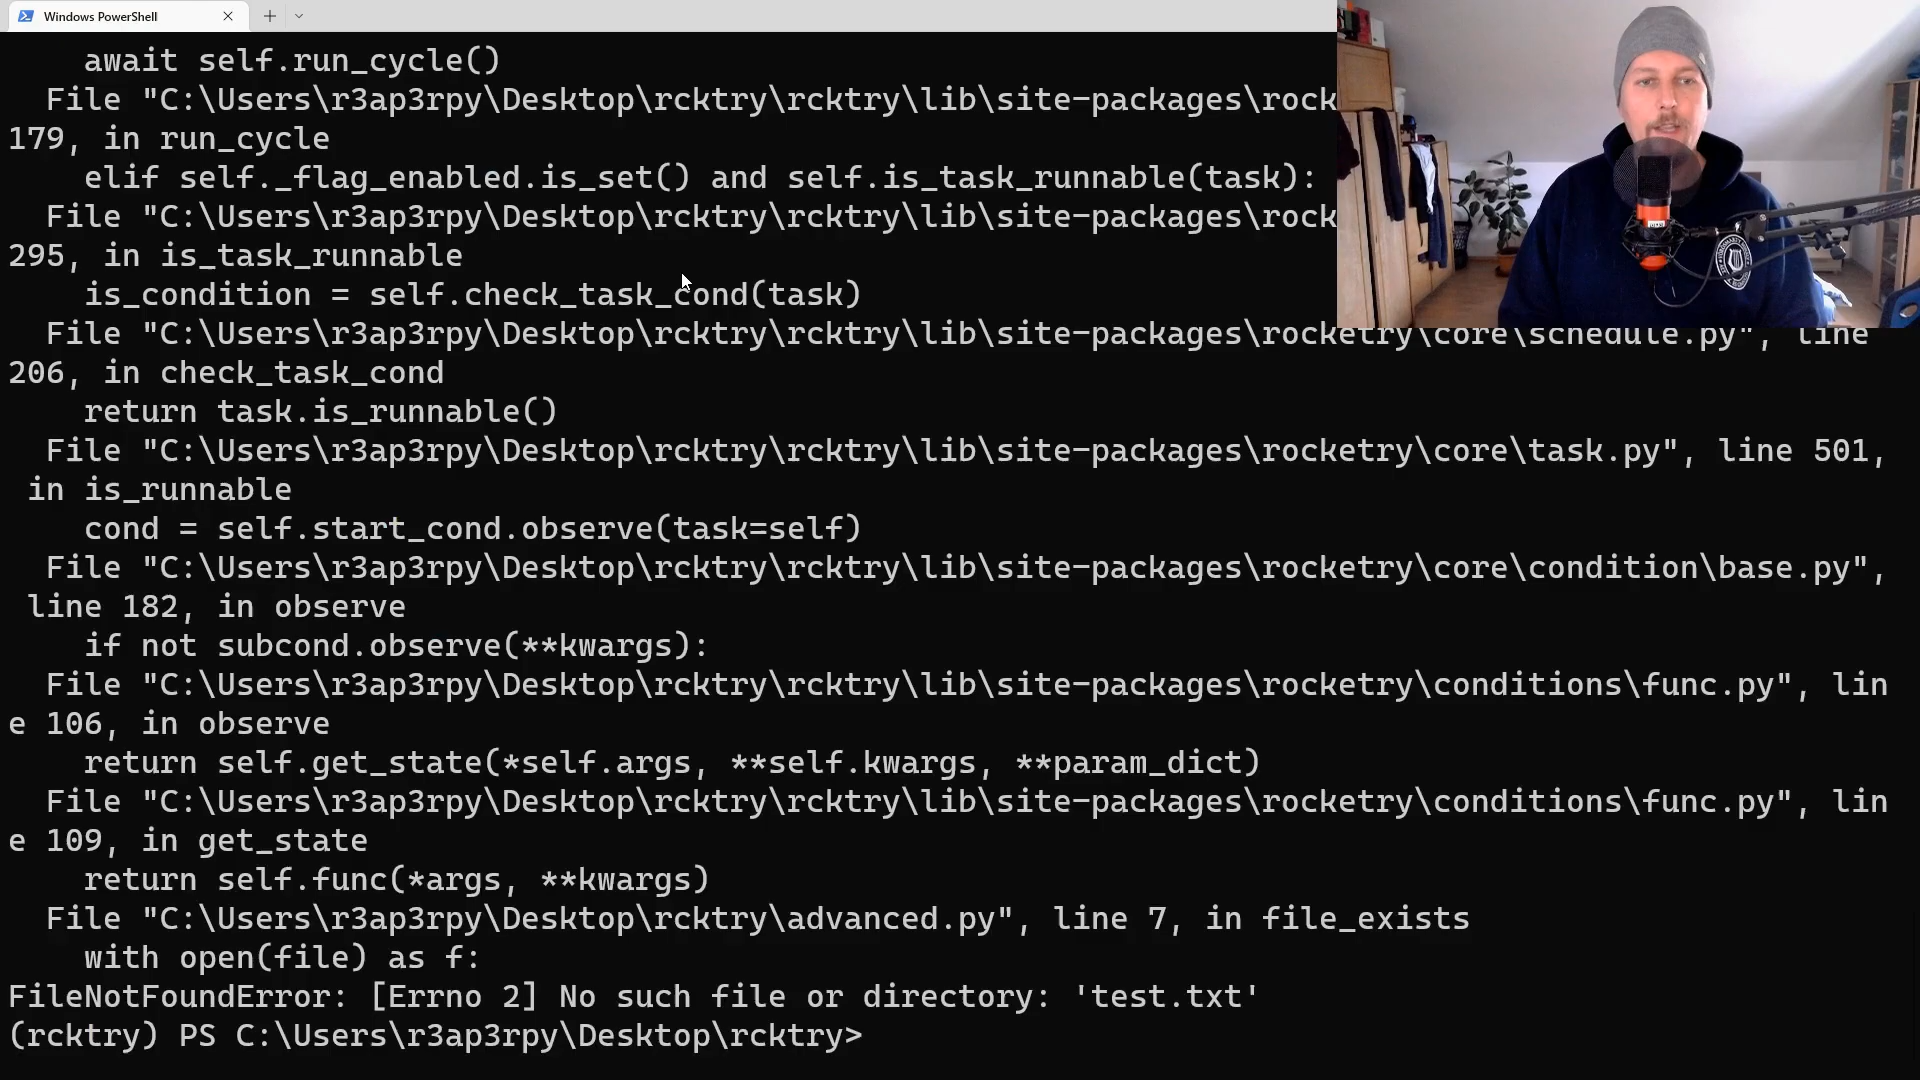 Windows PowerShell
await self.run_cycle()
File "C:\Users\r3ap3rpy\Desktop\rcktry\rcktry\lib\site-packages\rock
179, in run_cycle
elif self._flag_enabled.is_set() and self.is_task_runnable(task):
File "C:\Users\r3ap3rpy\Desktop\rcktry\rcktry\lib\site-packages\rock
295, in is_task_runnable
is_condition = self.check_task_cond(task)
File "C:\Users\r3ap3rpy\Desktop\rcktry\rcktry\lib\site-packages\rocketry\core\schedule.py", line
206, in check_task_cond
return task.is_runnable()
File "C:\Users\r3ap3rpy\Desktop\rcktry\rcktry\lib\site-packages\rocketry\core\task.py", line 501,
in is_runnable
cond = self.start_cond.observe(task=self)
File "C:\Users\r3ap3rpy\Desktop\rcktry\rcktry\lib\site-packages\rocketry\core\condition\base.py",
line 182, in observe
if not subcond.observe(**kwargs):
File "C:\Users\r3ap3rpy\Desktop\rcktry\rcktry\lib\site-packages\rocketry\conditions\func.py", lin
e 106, in observe
return self.get_state(*self.args, **self.kwargs, **param_dict)
File "C:\Users\r3ap3rpy\Desktop\rcktry\rcktry\lib\site-packages\rocketry\conditions\func.py", lin
e 109, in get_state
return self.func(*args, **kwargs)
File "C:\Users\r3ap3rpy\Desktop\rcktry\advanced.py", line 7, in file_exists
with open(file) as f:
FileNotFoundError: [Errno 2] No such file or directory: 'test.txt'
(rcktry) PS C:\Users\r3ap3rpy\Desktop\rcktry>